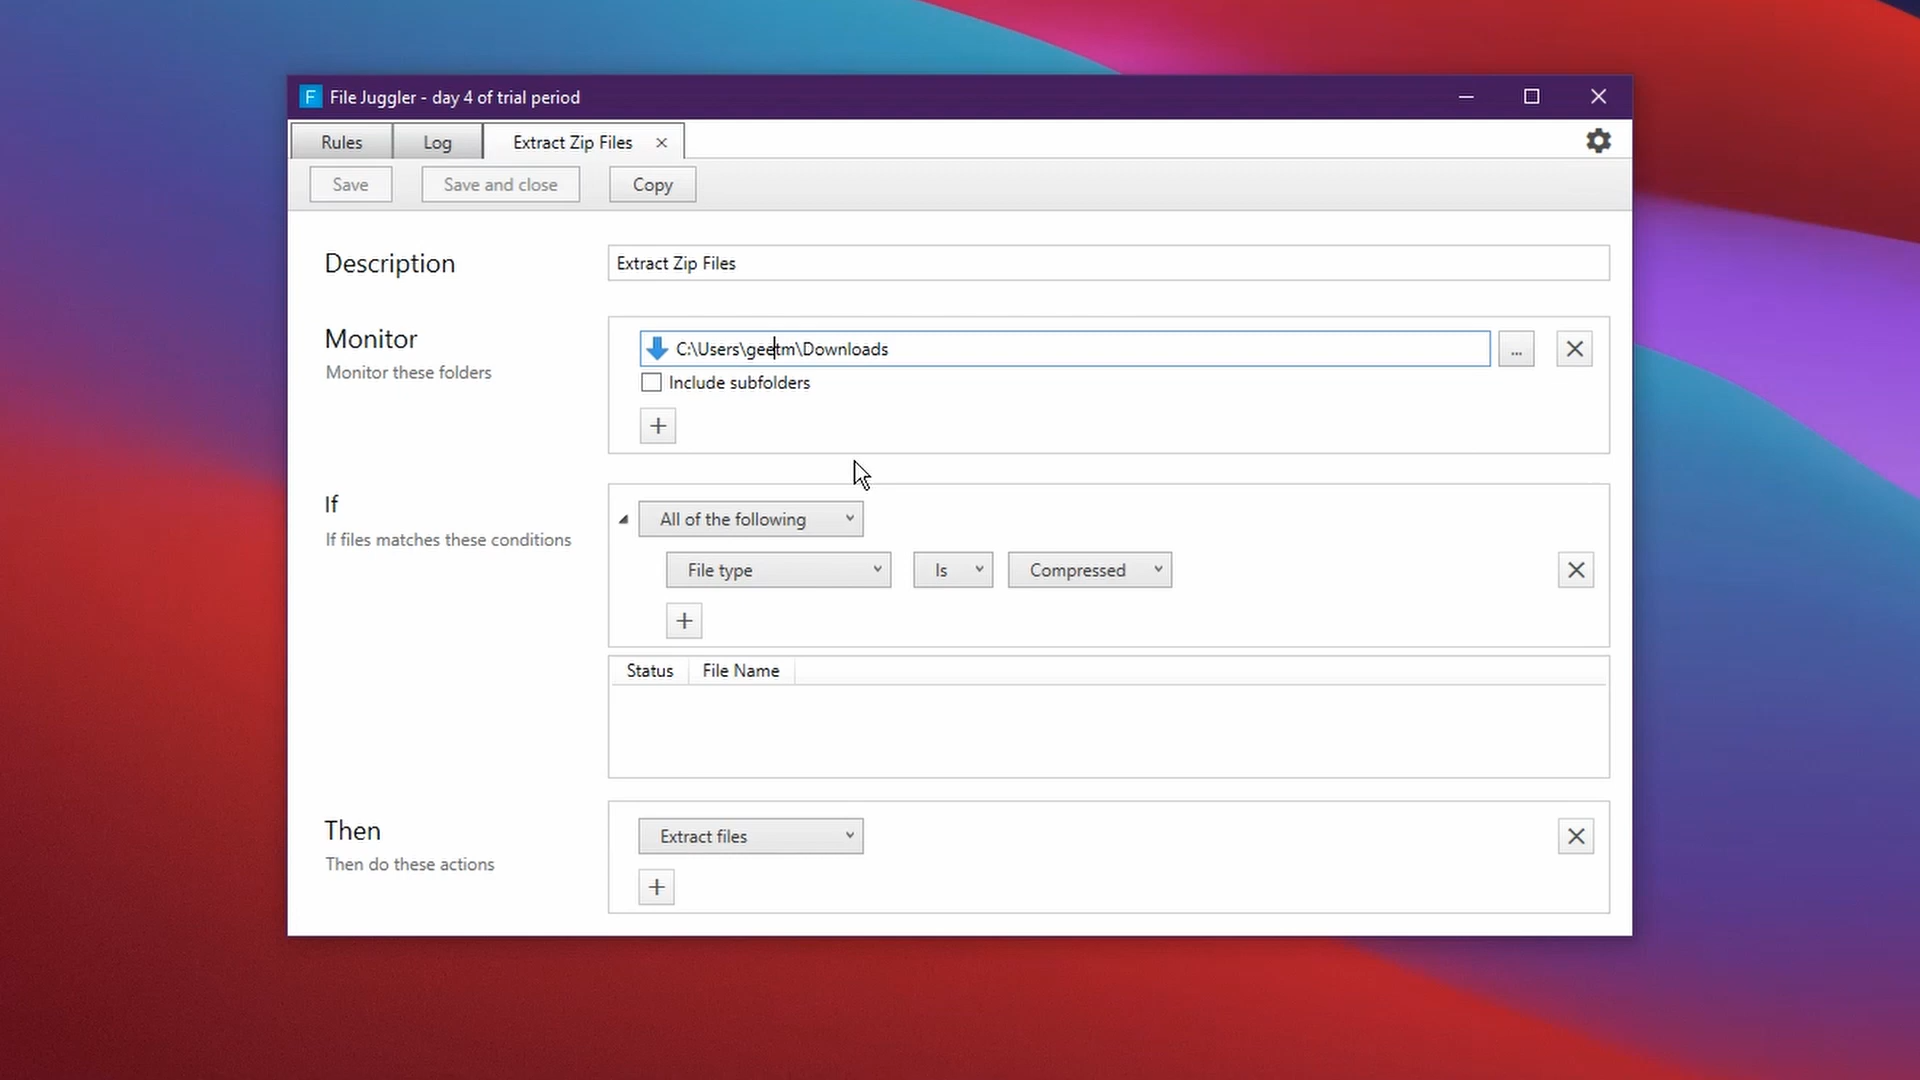 F File Juggler - day 4 of trial period
Rules Log Extract Zip Files
Save Save and close Copy
Description Extract Zip Files
Monitor C:\Users\geetm\Downloads ...
Monitor these folders Include subfolders
If All of the following
If files matches these conditions File type Is Compressed
Status File Name
Then Extract files
Then do these actions